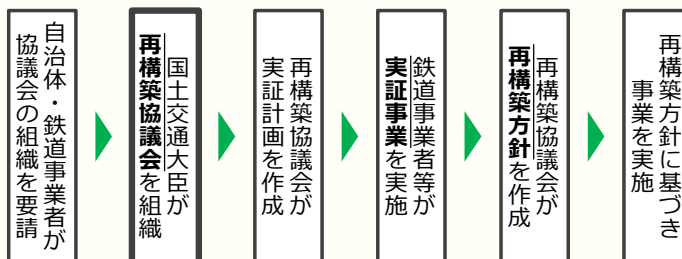 自治体・鉄道事業者が
協議会の組織を要請
国土交通大臣が
再構築協議会を組織
再構築協議会が
実証計画を作成
鉄道事業者等が
実証事業を実施
再構築協議会が
再構築方針を作成
再構築方針に基づき
事業を実施